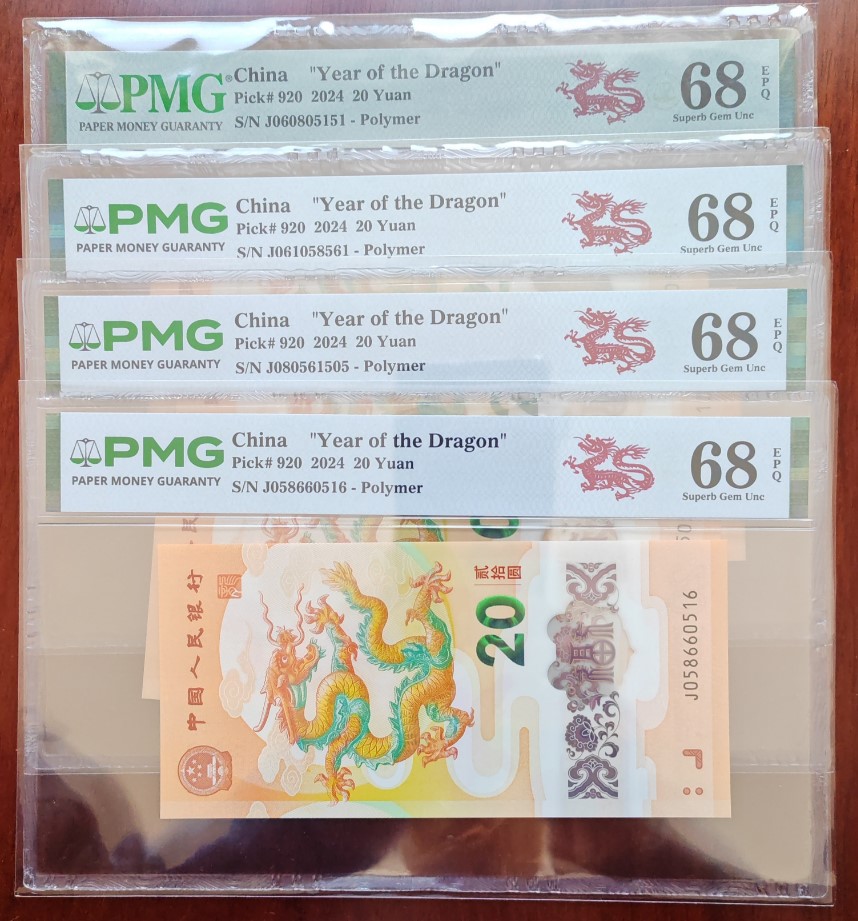 PMG®
PAPER MONEY GUARANTY
China "Year of the Dragon"
Pick# 920 2024 20 Yuan
S/N J060805151 - Polymer
68
EPQ
Superb Gem Unc
PMG
PAPER MONEY GUARANTY
China "Year of the Dragon"
Pick# 920 2024 20 Yuan
S/N J061058561 - Polymer
68
EPQ
Superb Gem Unc
PMG
PAPER MONEY GUARANTY
China "Year of the Dragon"
Pick# 920 2024 20 Yuan
S/N J080561505 - Polymer
68
EPQ
Superb Gem Unc
PMG
PAPER MONEY GUARANTY
China "Year of the Dragon"
Pick# 920 2024 20 Yuan
S/N J058660516 - Polymer
68
EPQ
Superb Gem Unc
中国人民银行
贰拾圆
20
J058660516